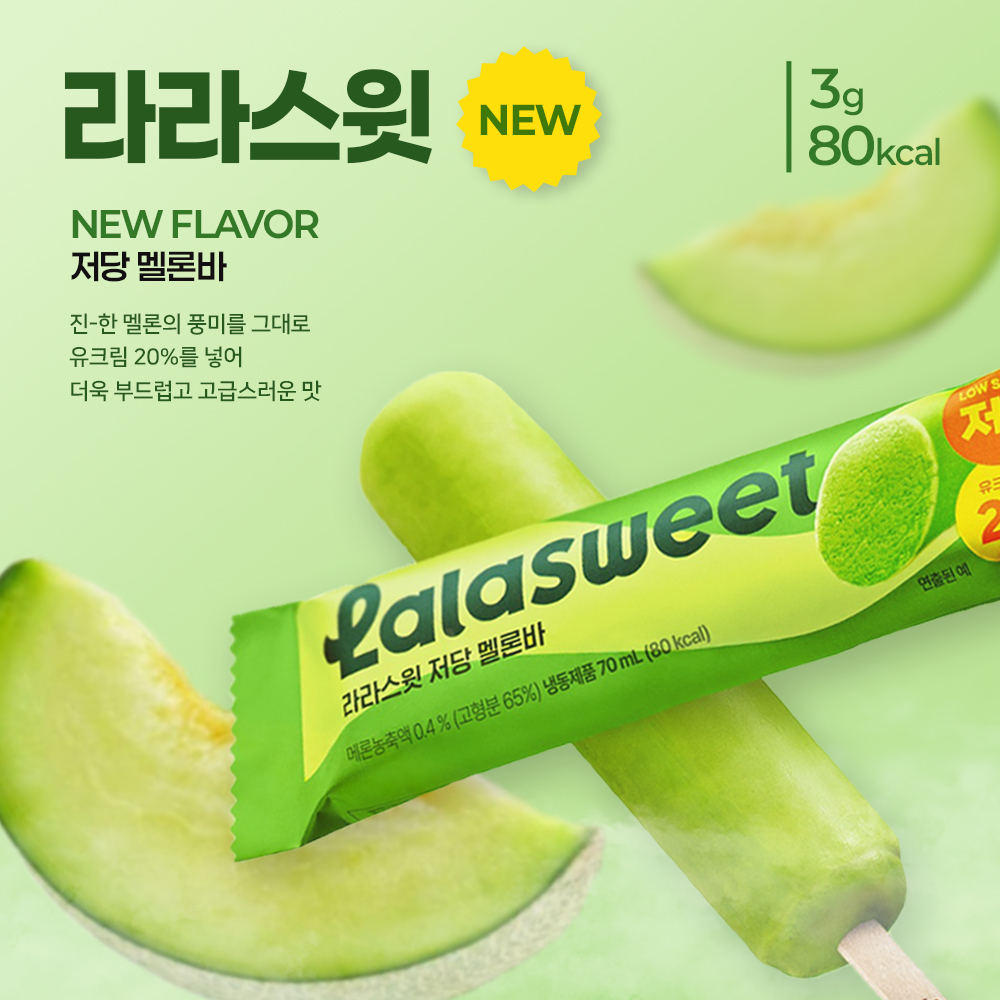 라라스윗
NEW
3g
80kcal
NEW FLAVOR
저당 멜론바
진-한 멜론의 풍미를 그대로
유크림 20%를 넣어
더욱 부드럽고 고급스러운 맛
LOW
lalasweet
라라스윗 저당 멜론바
메론농축액 0.4 % (고형분 65%) 냉동제품 70 mL (80 kcal)
연출된 예